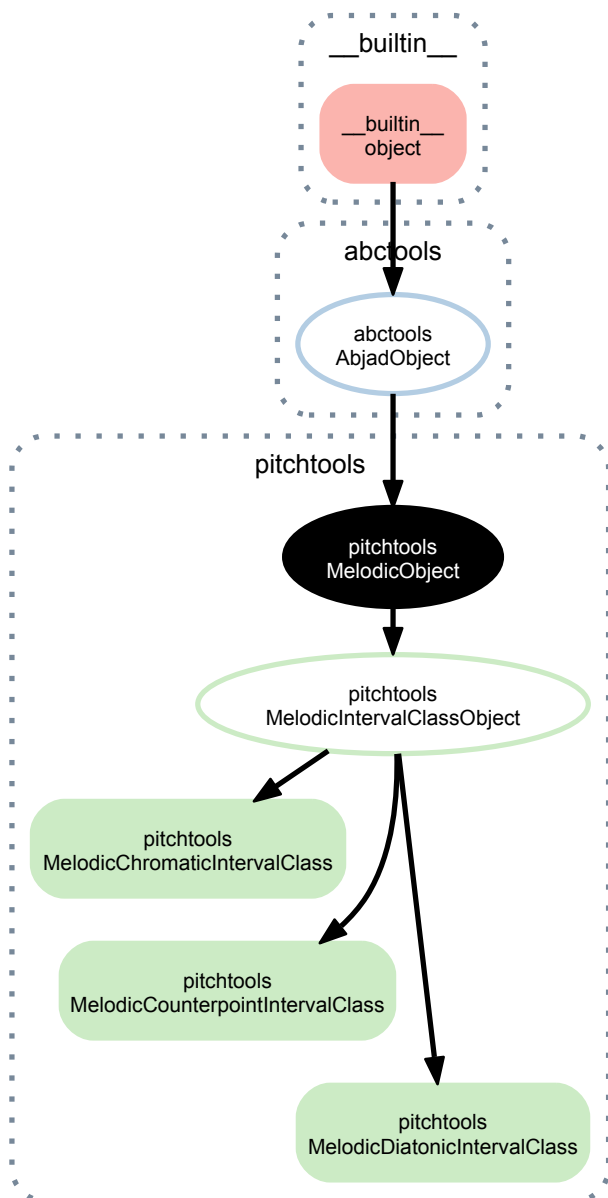 __builtin__
__builtin__
object
abctools
abctools
AbjadObject
pitchtools
pitchtools
MelodicObject
pitchtools
MelodicIntervalClassObject
pitchtools
MelodicChromaticIntervalClass
pitchtools
MelodicCounterpointIntervalClass
pitchtools
MelodicDiatonicIntervalClass